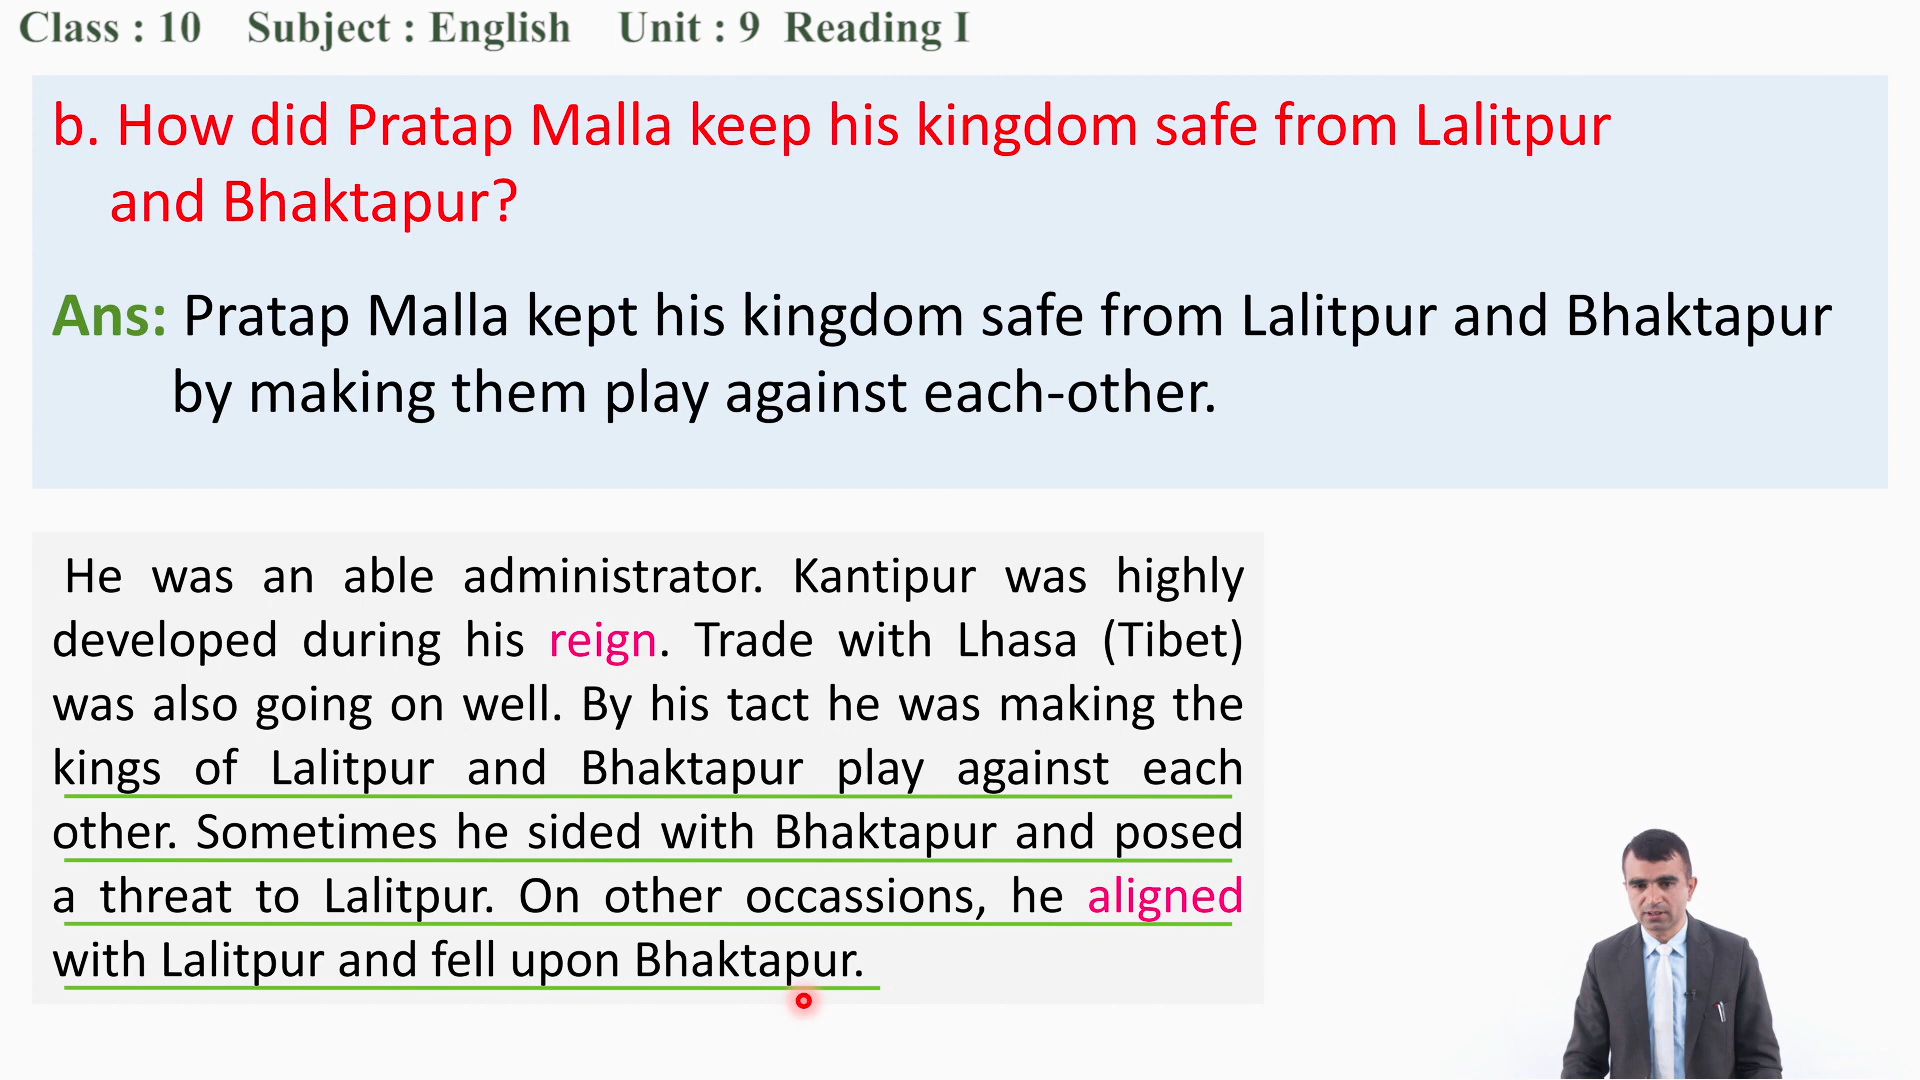 Class : 10 Subject : English Unit : 9 Reading I
b. How did Pratap Malla keep his kingdom safe from Lalitpur
and Bhaktapur?
Ans: Pratap Malla kept his kingdom safe from Lalitpur and Bhaktapur
by making them play against each-other.
He was an able administrator. Kantipur was highly
developed during his reign. Trade with Lhasa (Tibet)
was also going on well. By his tact he was making the
kings of Lalitpur and Bhaktapur play against each
other. Sometimes he sided with Bhaktapur and posed
a threat to Lalitpur. On other occassions, he aligned
with Lalitpur and fell upon Bhaktapur.